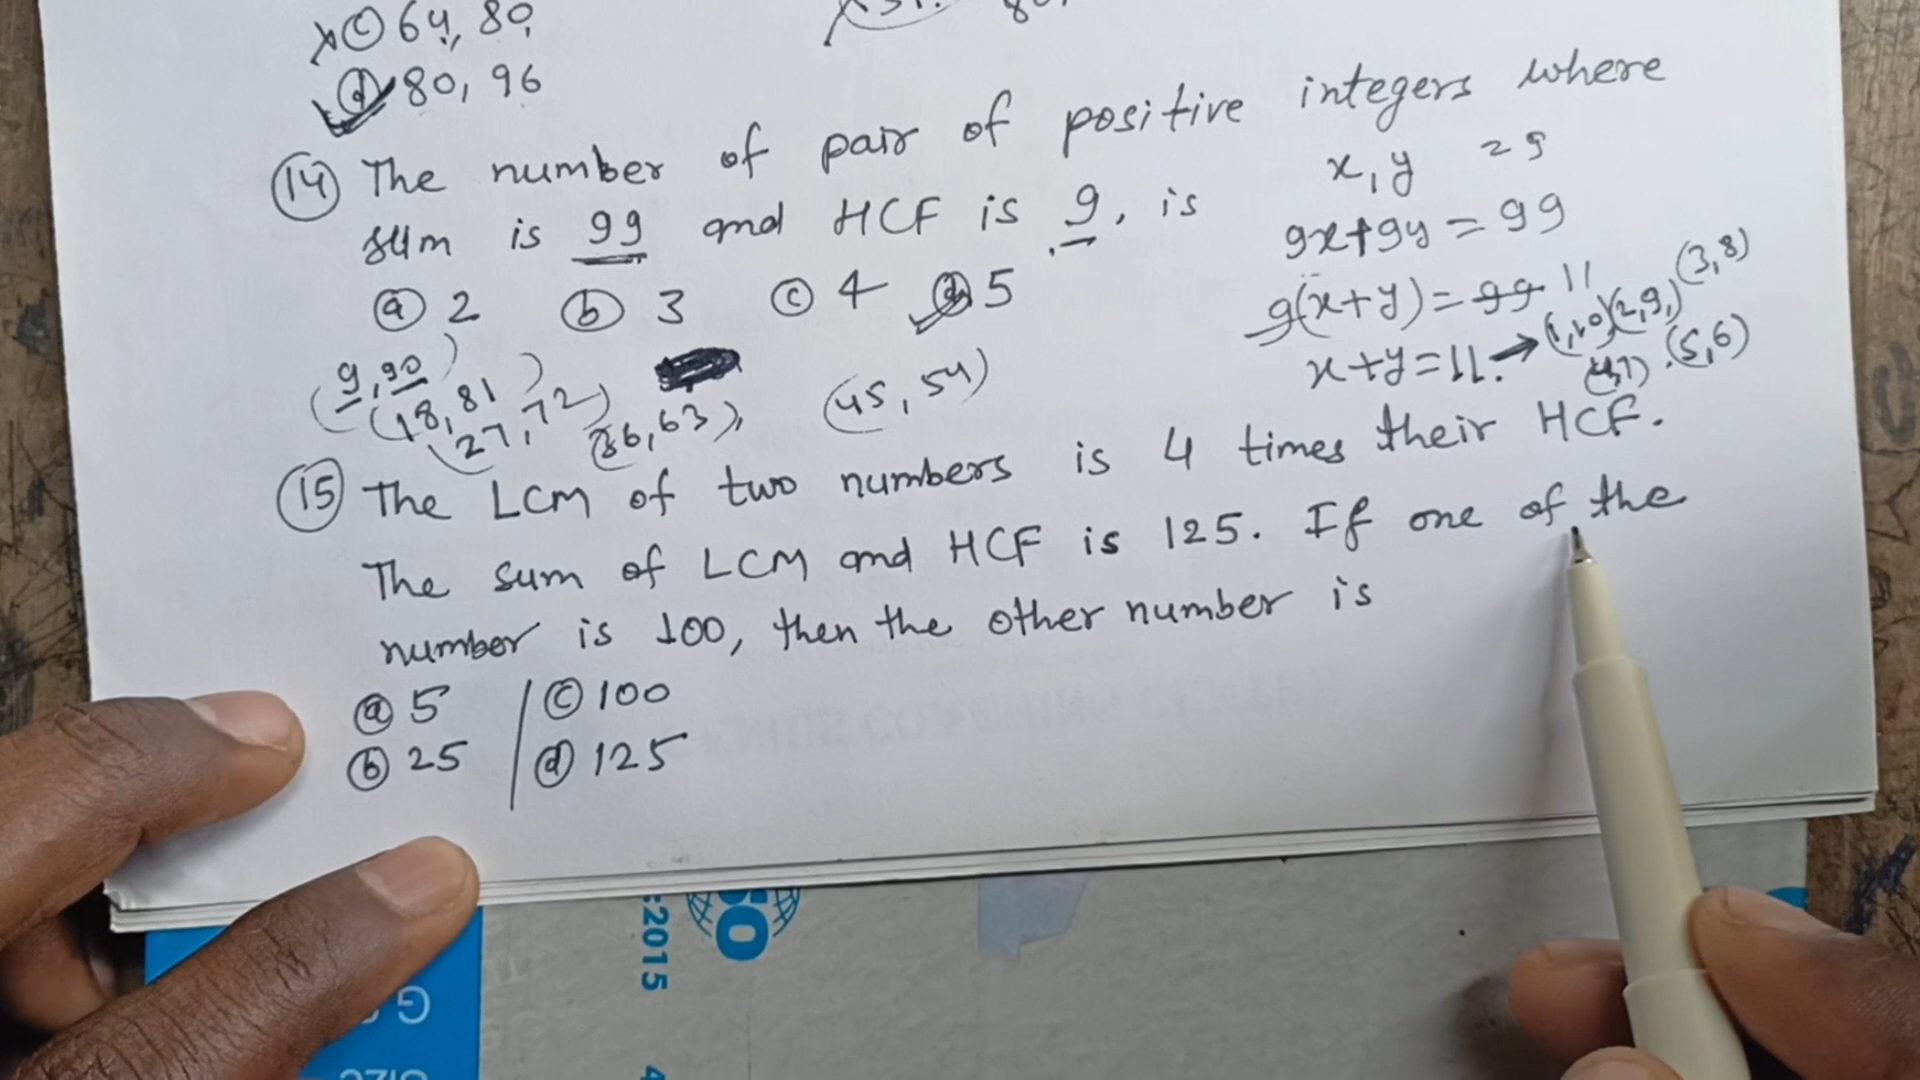 (c) 64, 80
(d) 80, 96
(14) The number of pair of positive integers where
sum is 99 and HCF is 9, is
(a) 2 (b) 3 (c) 4 (d) 5
x, y = 5
9x+9y = 99
9(x+y) = 99 11
x+y = 11. → (1,10)(2,9,) (3,8)
(4,7) . (5,6)
(9,90)
(18,81)
(27,72)
(36,63),
(45,54)
(15) The LCM of two numbers is 4 times their HCF.
The sum of LCM and HCF is 125. If one of the
number is 100, then the other number is
(a) 5 (c) 100
(b) 25 (d) 125
:2015